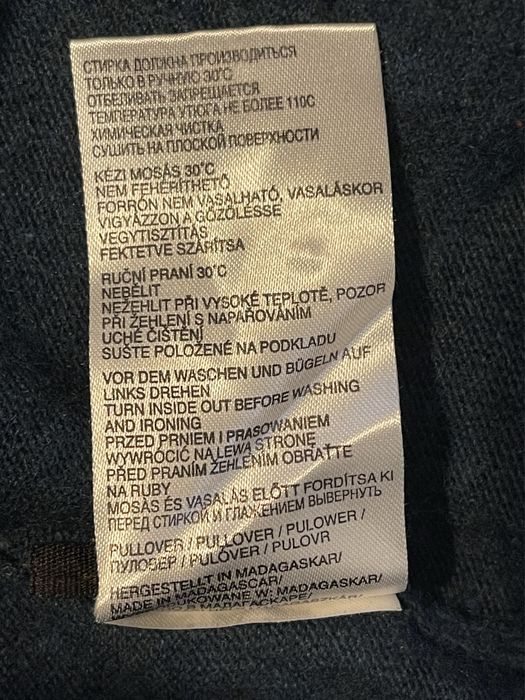 СТИРКА ДОЛЖНА ПРОИЗВОДИТЬСЯ
ТОЛЬКО В РУЧНУЮ 30°C
ОТБЕЛИВАТЬ ЗАПРЕЩАЕТСЯ
ТЕМПЕРАТУРА УТЮГА НЕ БОЛЕЕ 110C
ХИМИЧЕСКАЯ ЧИСТКА
СУШИТЬ НА ПЛОСКОЙ ПОВЕРХНОСТИ
KÉZI MOSÁS 30°C
NEM FEHÉRÍTHETŐ
FORRÓN NEM VASALHATÓ, VASALÁSKOR
VIGYÁZZON A GŐZÖLÉSSE
VEGYTISZTÍTÁS
FEKTETVE SZÁRÍTSA
RUČNÍ PRANÍ 30°C
NEBĚLIT
NEŽEHLIT PŘI VYSOKÉ TEPLOTĚ, POZOR
PŘI ŽEHLENÍ S NAPAŘOVÁNÍM
UCHÉ ČIŠTĚNÍ
SUŠTE POLOŽENÉ NA PODKLADU
VOR DEM WASCHEN UND BÜGELN AUF
LINKS DREHEN
TURN INSIDE OUT BEFORE WASHING
AND IRONING
PRZED PRNIEM I PRASOWANIEM
WYWRÓCIĆ NA LEWA STRONĘ
PŘED PRANÍM ŽEHLENÍM OBRAŤTE
NA RUBY
MOSÁS ÉS VASALÁS ELŐTT FORDÍTSA KI
ПЕРЕД СТИРКОЙ И ГЛАЖЕНИЕМ ВЫВЕРНУТЬ
PULLOVER / PULLOVER / PULOWER /
ПУЛОВЕР / PULÓVER / PULOVR
HERGESTELLT IN MADAGASKAR/
MADE IN MADAGASCAR/
WYPRODUKOWANE W: MADAGASKAR/
В МАДАГАСКАРЕ/